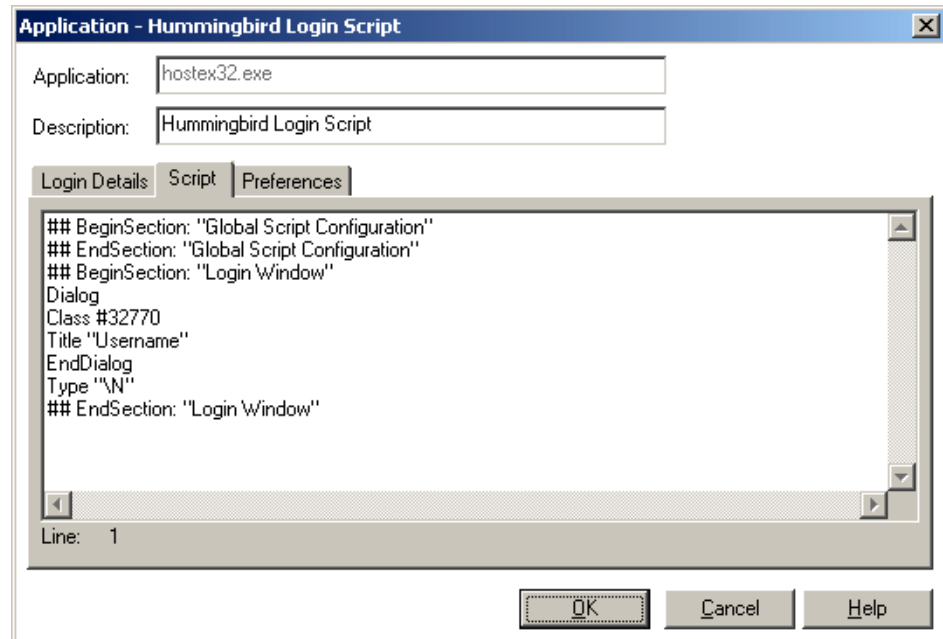 Application - Hummingbird Login Script
Application: hostex32.exe
Description: Hummingbird Login Script
Login Details Script Preferences
## BeginSection: "Global Script Configuration"
## EndSection: "Global Script Configuration"
## BeginSection: "Login Window"
Dialog
Class #32770
Title "Username"
EndDialog
Type "\N"
## EndSection: "Login Window"
Line: 1
OK Cancel Help